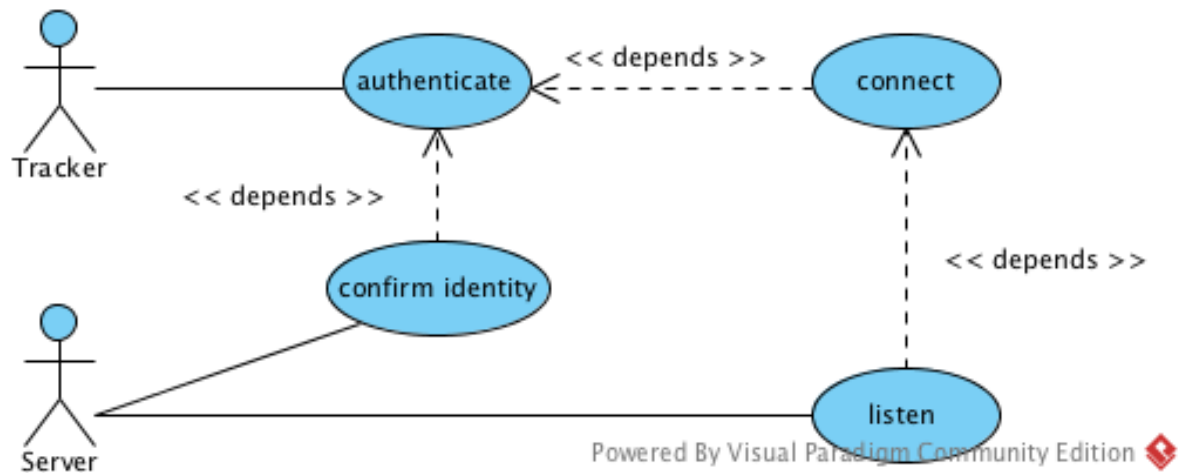 << depends >>
authenticate
connect
Tracker
<< depends >>
<< depends >>
confirm identity
listen
Powered By Visual Paradigm Community Edition
Server